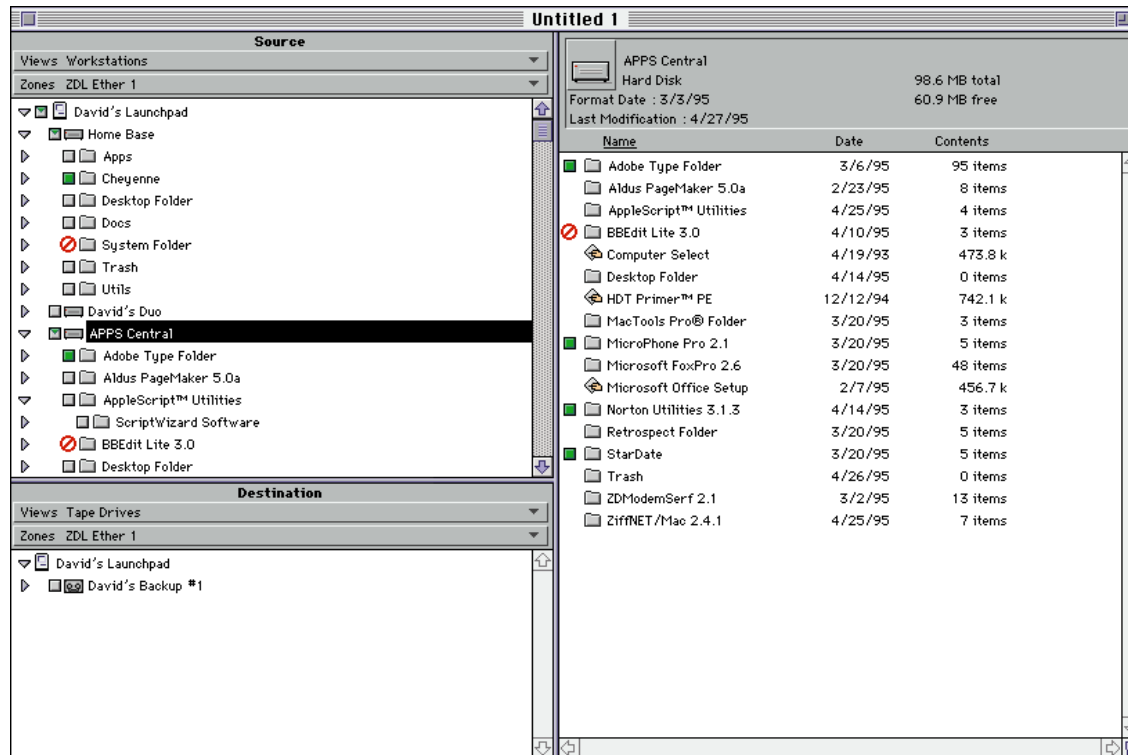 Untitled 1
Source
Views Workstations
Zones ZDL Ether 1
David's Launchpad
Home Base
Apps
Cheyenne
Desktop Folder
Docs
System Folder
Trash
Utils
David's Duo
APPS Central
Adobe Type Folder
Aldus PageMaker 5.0a
AppleScript™ Utilities
ScriptWizard Software
BBEdit Lite 3.0
Desktop Folder
Destination
Views Tape Drives
Zones ZDL Ether 1
David's Launchpad
David's Backup #1
APPS Central
Hard Disk 98.6 MB total
Format Date : 3/3/95 60.9 MB free
Last Modification : 4/27/95
Name Date Contents
Adobe Type Folder 3/6/95 95 items
Aldus PageMaker 5.0a 2/23/95 8 items
AppleScript™ Utilities 4/25/95 4 items
BBEdit Lite 3.0 4/10/95 3 items
Computer Select 4/19/93 473.8 k
Desktop Folder 4/14/95 0 items
HDT Primer™ PE 12/12/94 742.1 k
MacTools Pro® Folder 3/20/95 3 items
MicroPhone Pro 2.1 3/20/95 5 items
Microsoft FoxPro 2.6 3/20/95 48 items
Microsoft Office Setup 2/7/95 456.7 k
Norton Utilities 3.1.3 4/14/95 3 items
Retrospect Folder 3/20/95 5 items
StarDate 3/20/95 5 items
Trash 4/26/95 0 items
ZDModemSerf 2.1 3/2/95 13 items
ZiffNET/Mac 2.4.1 4/25/95 7 items